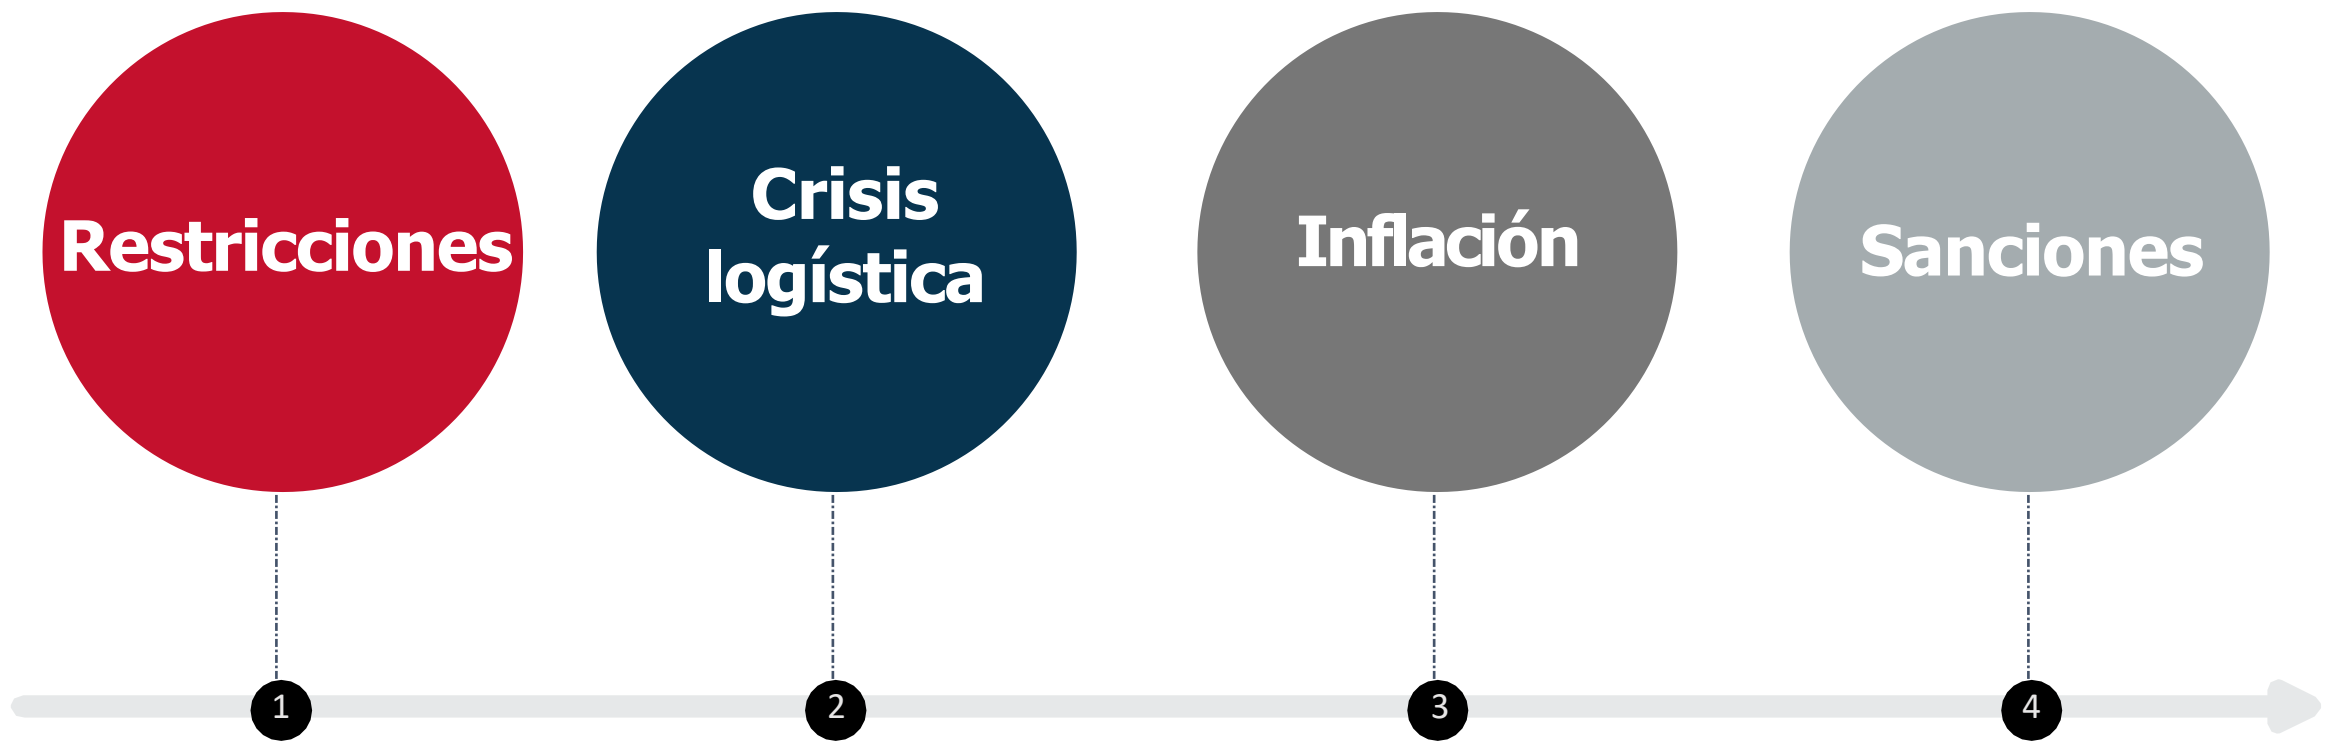 Restricciones
Crisis
logística
Inflación
Sanciones
1
2
3
4